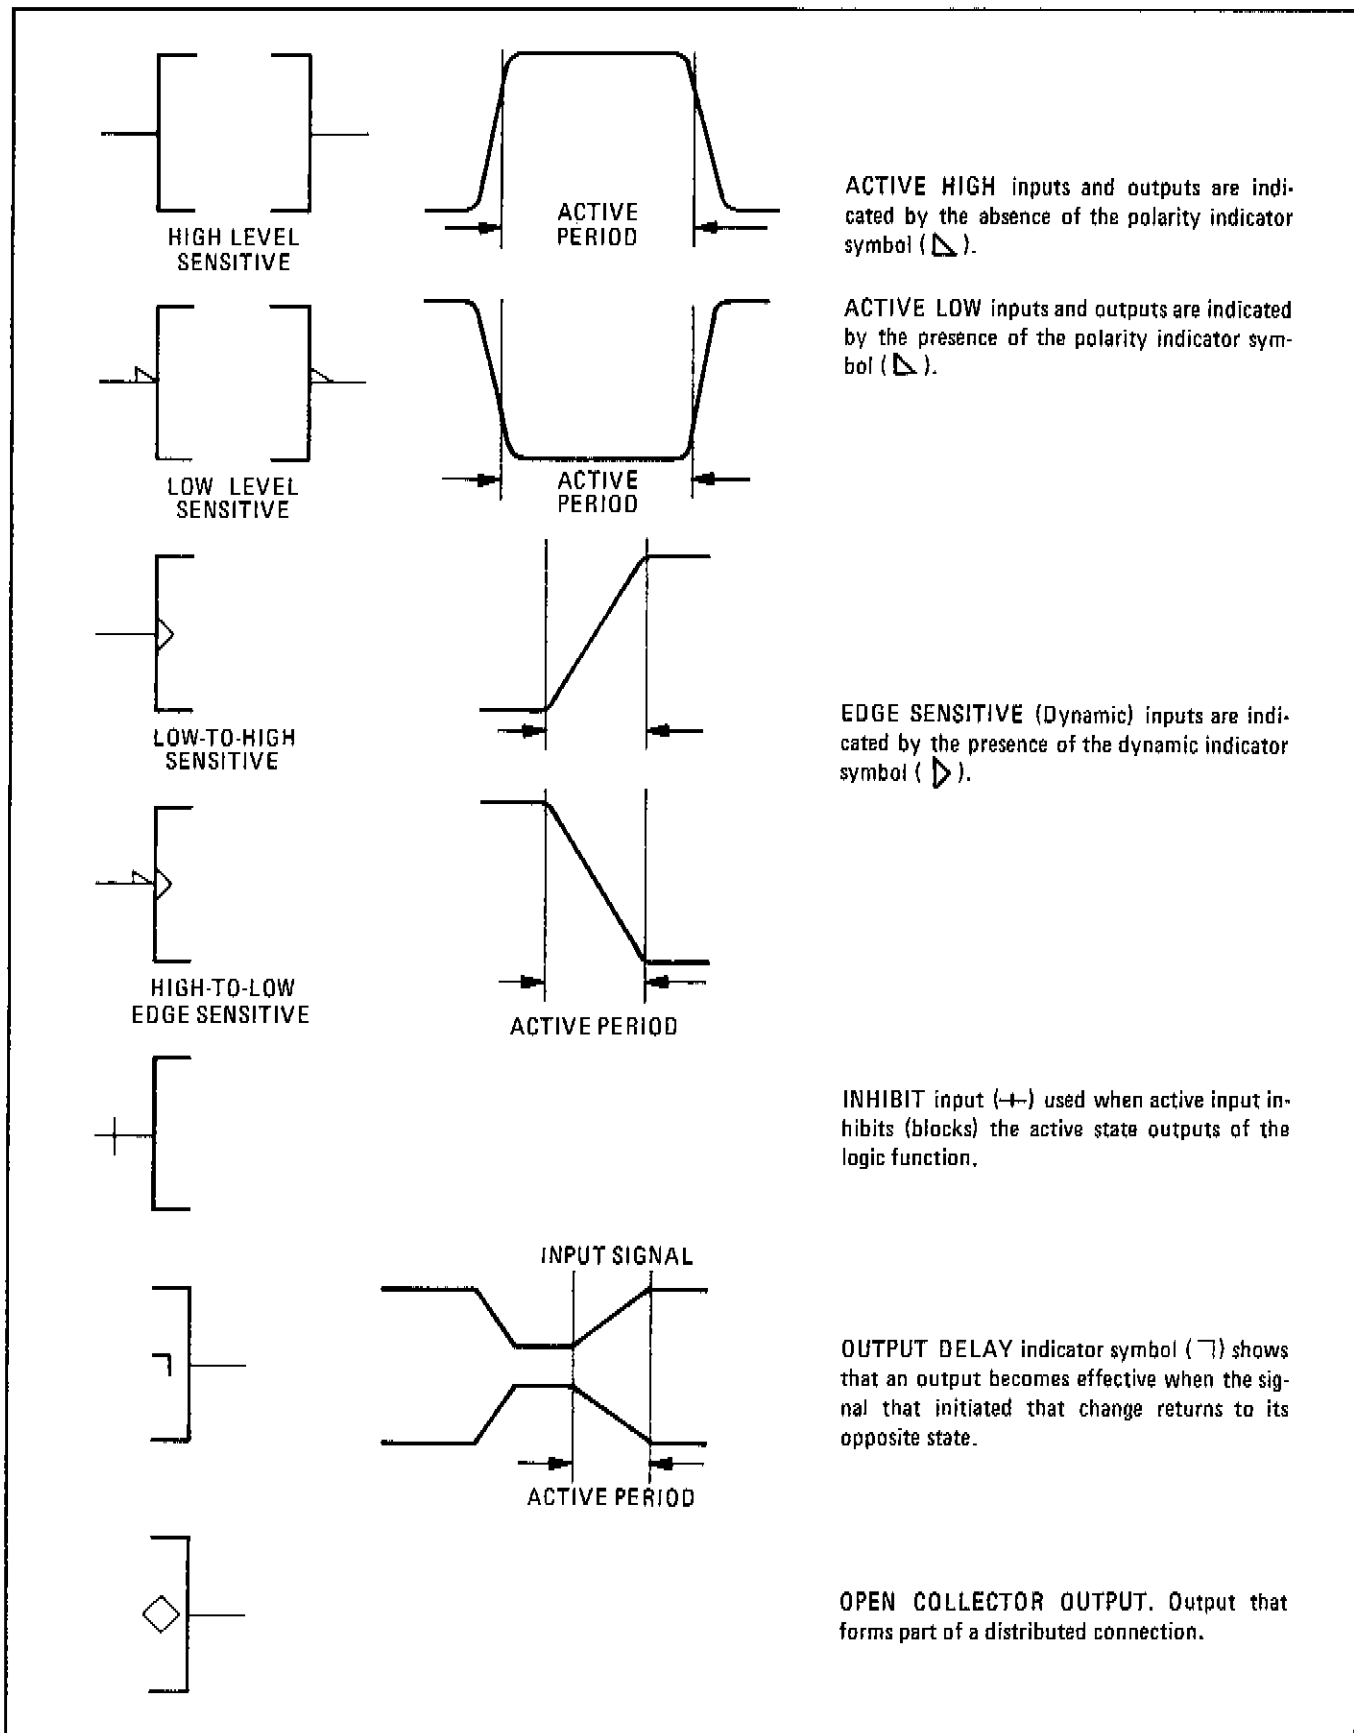 ACTIVE HIGH inputs and outputs are indi-
cated by the absence of the polarity indicator
symbol ( ).
HIGH LEVEL
SENSITIVE
ACTIVE
PERIOD
ACTIVE LOW inputs and outputs are indicated
by the presence of the polarity indicator sym-
bol ( ).
LOW LEVEL
SENSITIVE
ACTIVE
PERIOD
LOW-TO-HIGH
SENSITIVE
EDGE SENSITIVE (Dynamic) inputs are indi-
cated by the presence of the dynamic indicator
symbol ( ).
HIGH-TO-LOW
EDGE SENSITIVE
ACTIVE PERIOD
INHIBIT input ( ) used when active input in-
hibits (blocks) the active state outputs of the
logic function.
INPUT SIGNAL
OUTPUT DELAY indicator symbol ( ) shows
that an output becomes effective when the sig-
nal that initiated that change returns to its
opposite state.
ACTIVE PERIOD
OPEN COLLECTOR OUTPUT. Output that
forms part of a distributed connection.